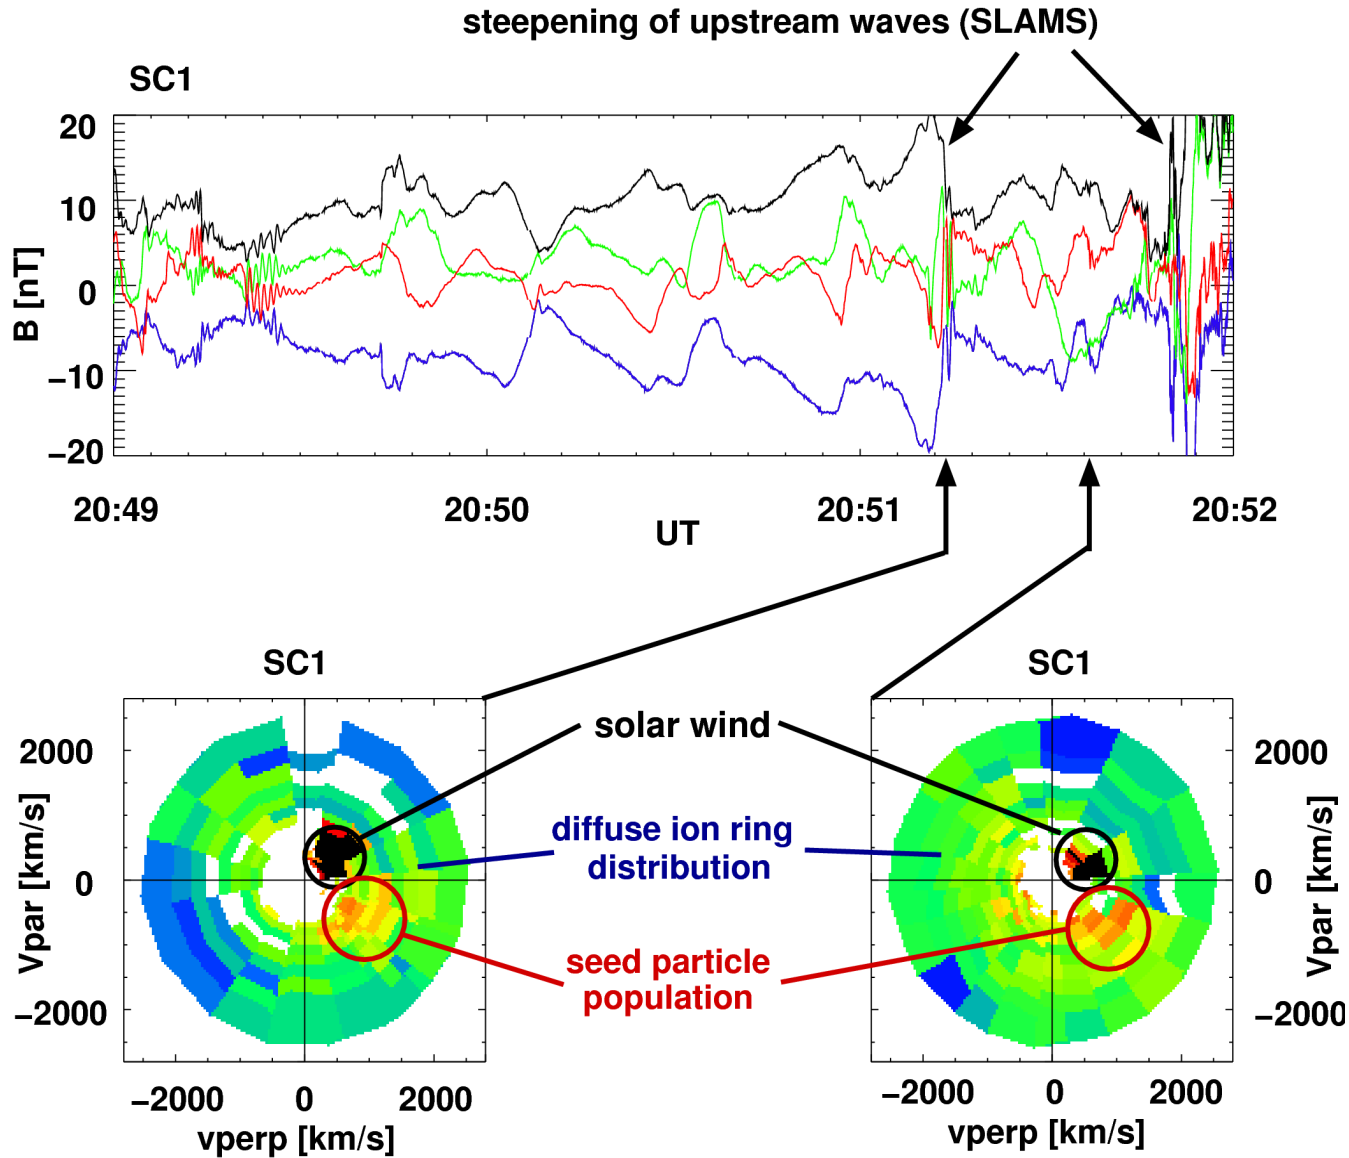 steepening of upstream waves (SLAMS)
SC1
20
10
0
−10
−20
B [nT]
20:49
20:50
20:51
20:52
UT
SC1
SC1
solar wind
diffuse ion ring
distribution
seed particle
population
2000
0
−2000
Vpar [km/s]
−2000
0
2000
vperp [km/s]
2000
0
−2000
Vpar [km/s]
−2000
0
2000
vperp [km/s]